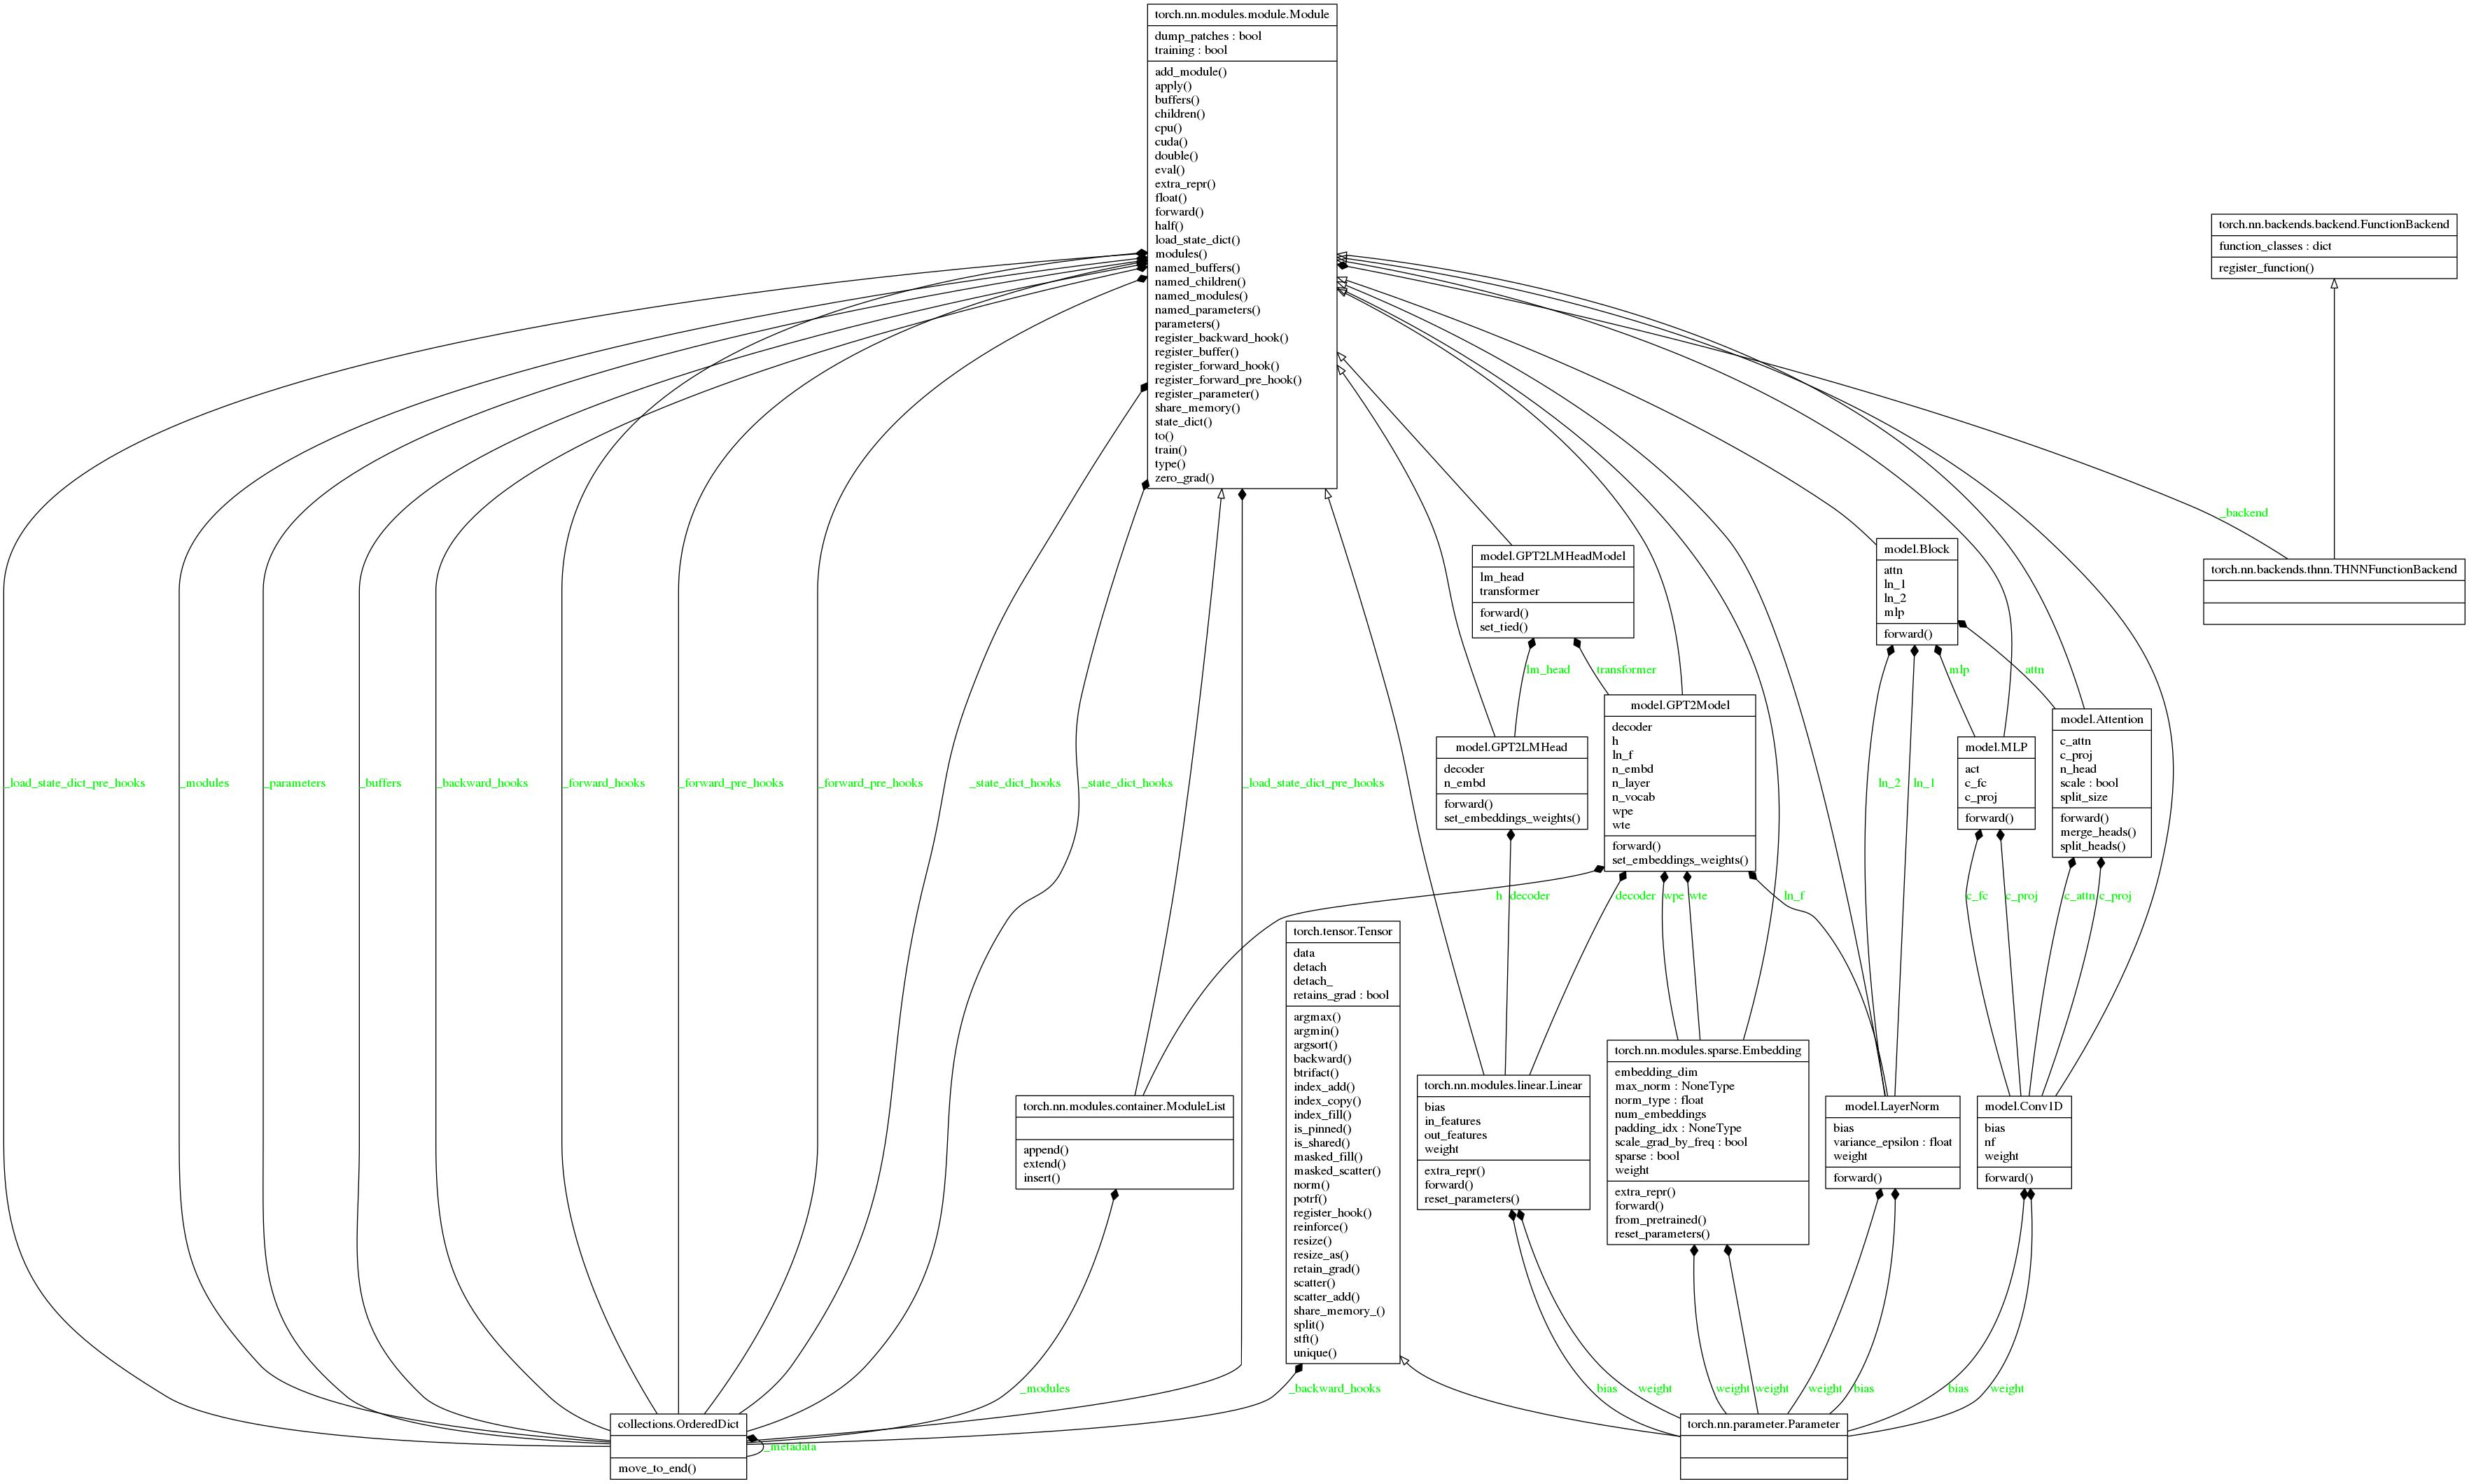 torch.nn.modules.module.Module
dump_patches : bool
training : bool
add_module()
apply()
buffers()
children()
cpu()
cuda()
double()
eval()
extra_repr()
float()
forward()
half()
load_state_dict()
modules()
named_buffers()
named_children()
named_modules()
named_parameters()
parameters()
register_backward_hook()
register_buffer()
register_forward_hook()
register_forward_pre_hook()
register_parameter()
share_memory()
state_dict()
to()
train()
type()
zero_grad()
torch.nn.backends.backend.FunctionBackend
function_classes : dict
register_function()
_backend
torch.nn.backends.thnn.THNNFunctionBackend
model.GPT2LMHeadModel
lm_head
transformer
forward()
set_tied()
model.Block
attn
ln_1
ln_2
mlp
forward()
lm_head
transformer
mlp
attn
model.GPT2LMHead
decoder
n_embd
forward()
set_embeddings_weights()
model.GPT2Model
decoder
h
ln_f
n_embd
n_layer
n_vocab
wpe
wte
forward()
set_embeddings_weights()
model.MLP
act
c_fc
c_proj
forward()
model.Attention
c_attn
c_proj
n_head
scale : bool
split_size
forward()
merge_heads()
split_heads()
_load_state_dict_pre_hooks
_modules
_parameters
_buffers
_backward_hooks
_forward_hooks
_forward_pre_hooks
_forward_pre_hooks
_state_dict_hooks
_state_dict_hooks
_load_state_dict_pre_hooks
ln_2
ln_1
h
decoder
decoder
wpe
wte
ln_f
c_fc
c_proj
c_attn
c_proj
torch.tensor.Tensor
data
detach
detach_
retains_grad : bool
argmax()
argmin()
argsort()
backward()
btrifact()
index_add()
index_copy()
index_fill()
is_pinned()
is_shared()
masked_fill()
masked_scatter()
norm()
potrf()
register_hook()
reinforce()
resize()
resize_as()
retain_grad()
scatter()
scatter_add()
share_memory_()
split()
stft()
unique()
torch.nn.modules.container.ModuleList
append()
extend()
insert()
torch.nn.modules.linear.Linear
bias
in_features
out_features
weight
extra_repr()
forward()
reset_parameters()
torch.nn.modules.sparse.Embedding
embedding_dim
max_norm : NoneType
norm_type : float
num_embeddings
padding_idx : NoneType
scale_grad_by_freq : bool
sparse : bool
weight
extra_repr()
forward()
from_pretrained()
reset_parameters()
model.LayerNorm
bias
variance_epsilon : float
weight
forward()
model.Conv1D
bias
nf
weight
forward()
_modules
_backward_hooks
bias
weight
weight
weight
weight
bias
bias
weight
collections.OrderedDict
move_to_end()
_metadata
torch.nn.parameter.Parameter